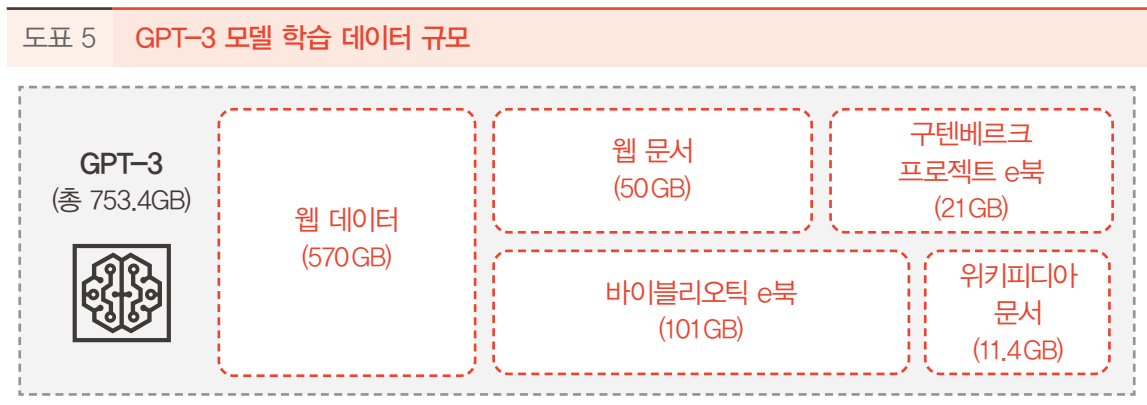 도표 5 GPT-3 모델 학습 데이터 규모
GPT-3
(총 753.4GB)
웹 데이터
(570GB)
웹 문서
(50GB)
구텐베르크
프로젝트 e북
(21GB)
바이블리오틱 e북
(101GB)
위키피디아
문서
(11.4GB)